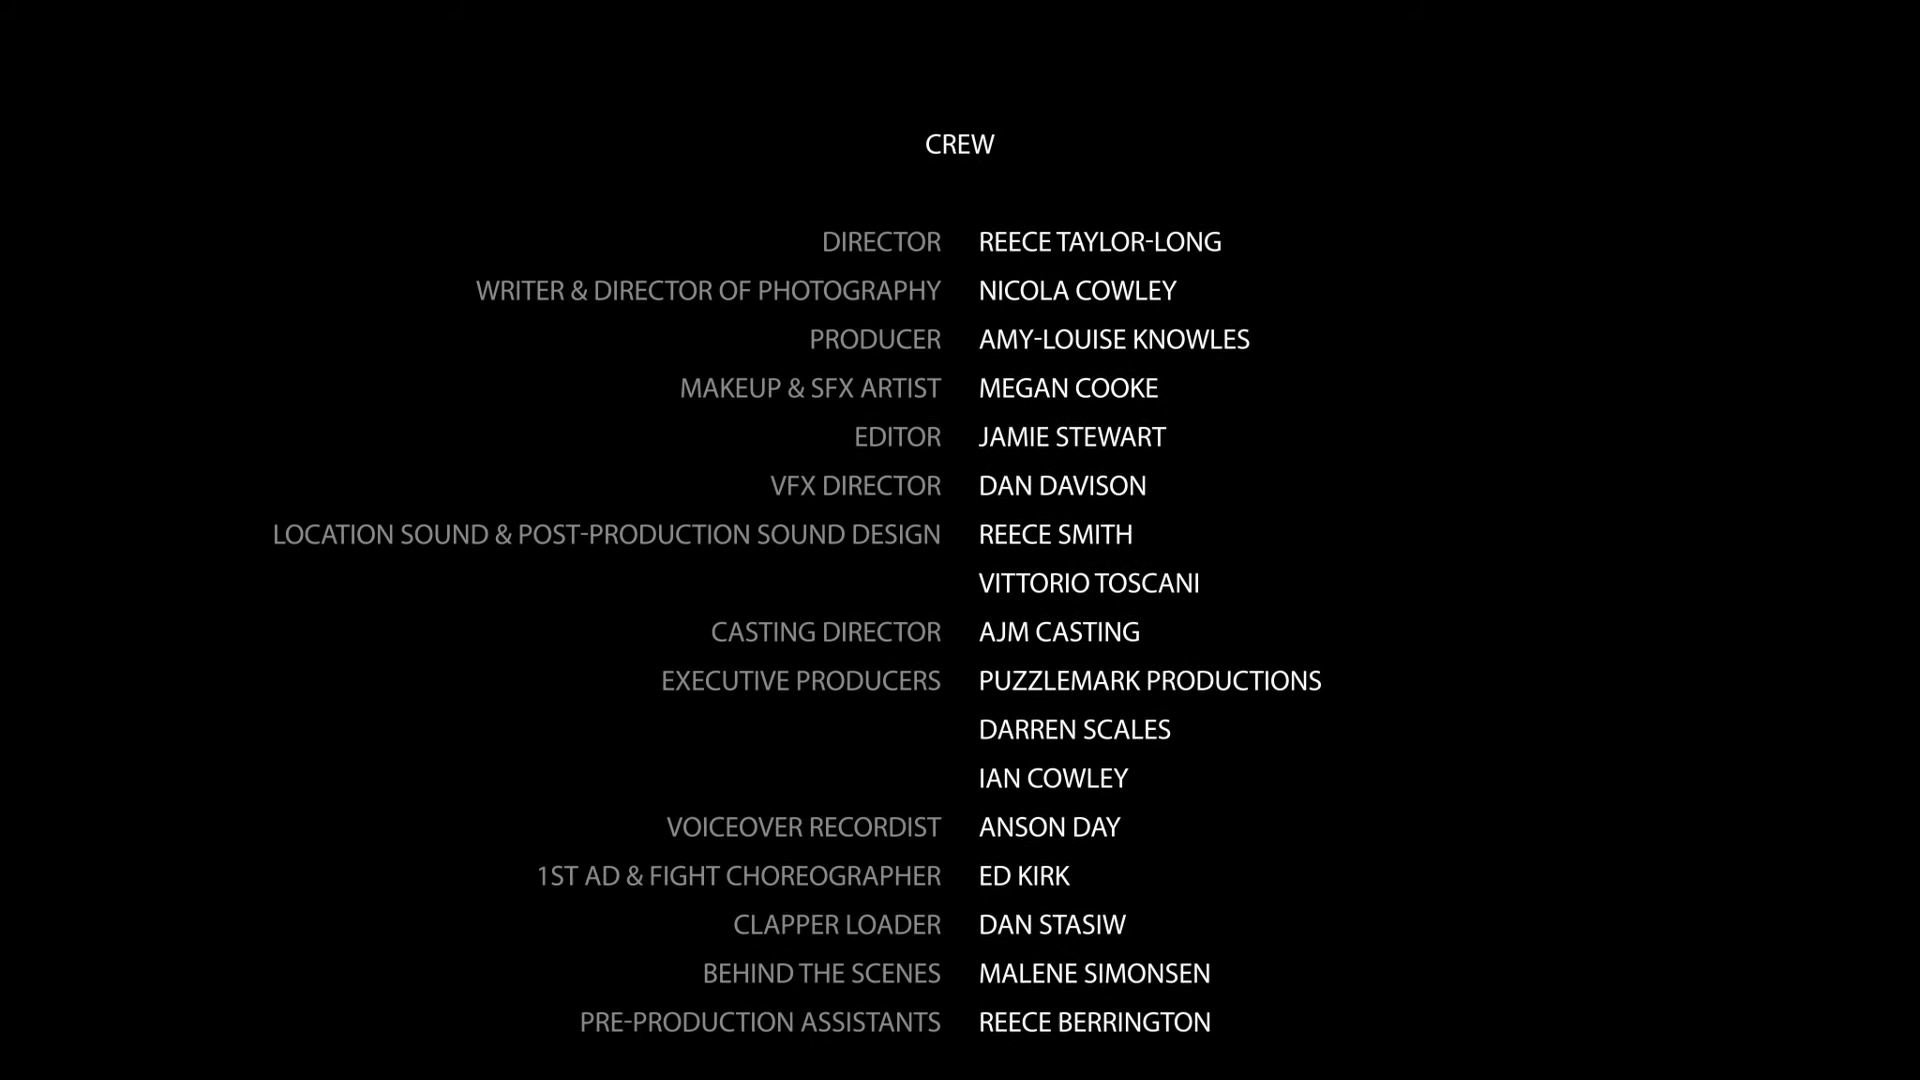 CREW
DIRECTOR REECE TAYLOR-LONG
WRITER & DIRECTOR OF PHOTOGRAPHY NICOLA COWLEY
PRODUCER AMY-LOUISE KNOWLES
MAKEUP & SFX ARTIST MEGAN COOKE
EDITOR JAMIE STEWART
VFX DIRECTOR DAN DAVISON
LOCATION SOUND & POST-PRODUCTION SOUND DESIGN REECE SMITH
VITTORIO TOSCANI
CASTING DIRECTOR AJM CASTING
EXECUTIVE PRODUCERS PUZZLEMARK PRODUCTIONS
DARREN SCALES
IAN COWLEY
VOICEOVER RECORDIST ANSON DAY
1ST AD & FIGHT CHOREOGRAPHER ED KIRK
CLAPPER LOADER DAN STASIW
BEHIND THE SCENES MALENE SIMONSEN
PRE-PRODUCTION ASSISTANTS REECE BERRINGTON